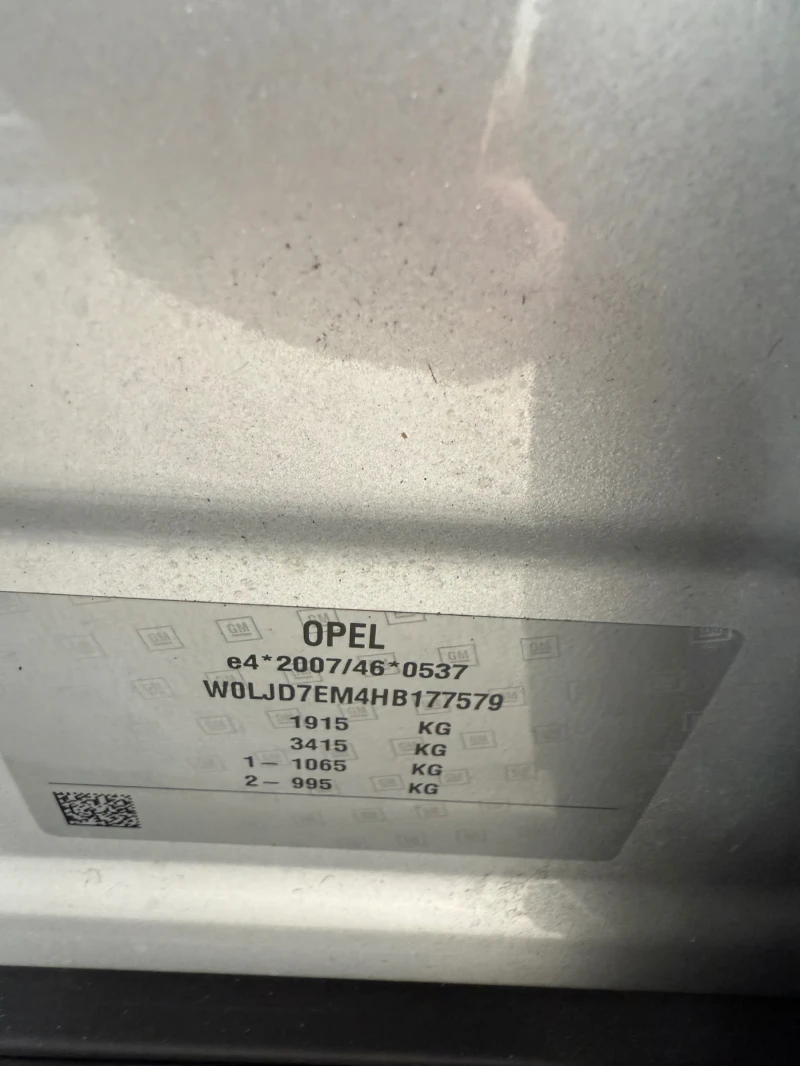 OPEL
e4*2007/46*0537
W0LJD7EM4HB177579
1915 KG
3415 KG
1– 1065 KG
2– 995 KG